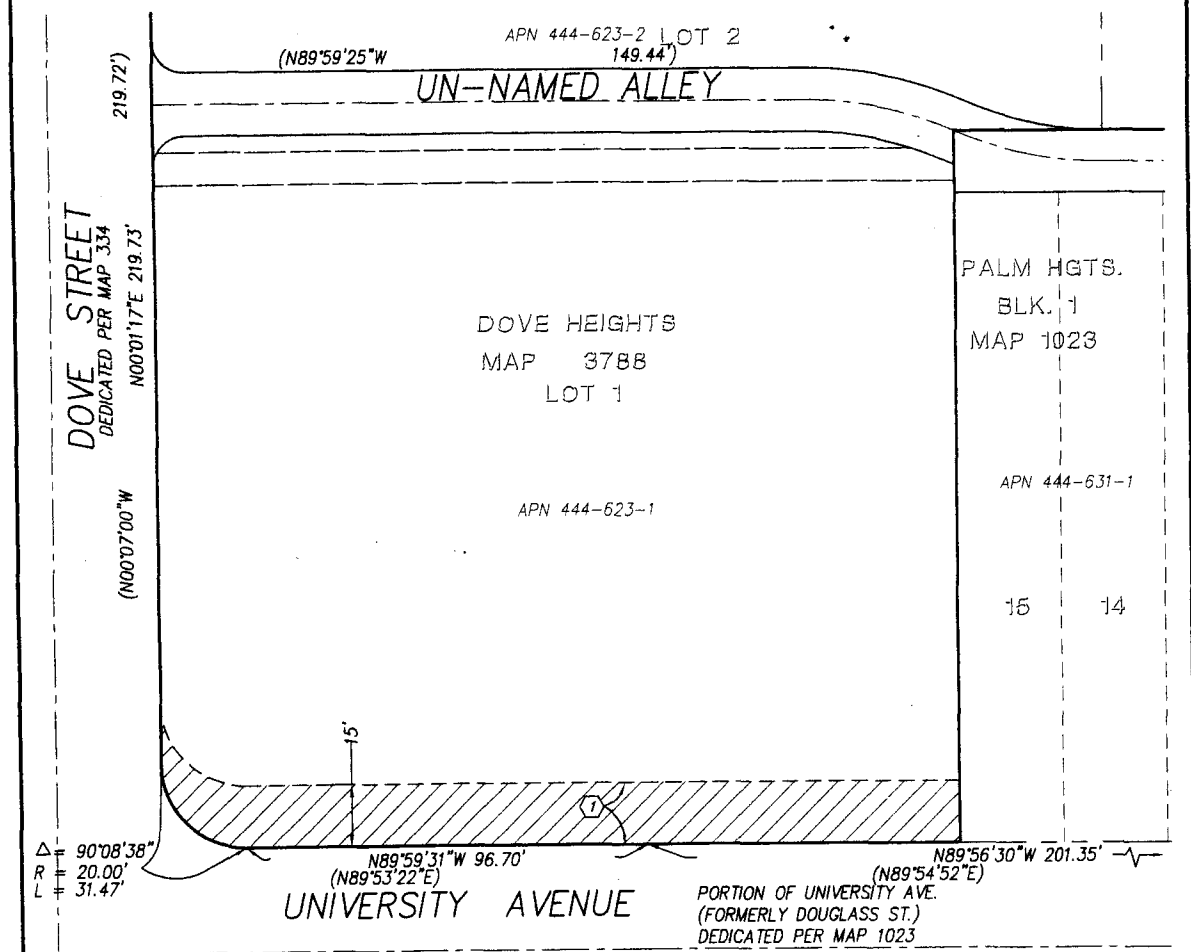 APN 444-623-2 LOT 2
(N89°59'25"W 149.44')
UN-NAMED ALLEY
219.72')
DOVE STREET
DEDICATED PER MAP 334
N00°01'17"E 219.73'
(N00°07'00"W
DOVE HEIGHTS
MAP 3788
LOT 1
APN 444-623-1
PALM HGTS.
BLK. 1
MAP 1023
APN 444-631-1
15 14
15'
1
Δ = 90°08'38"
R = 20.00'
L = 31.47'
N89°59'31"W 96.70'
(N89°53'22"E)
N89°56'30"W 201.35'
(N89°54'52"E)
UNIVERSITY AVENUE
PORTION OF UNIVERSITY AVE.
(FORMERLY DOUGLASS ST.)
DEDICATED PER MAP 1023